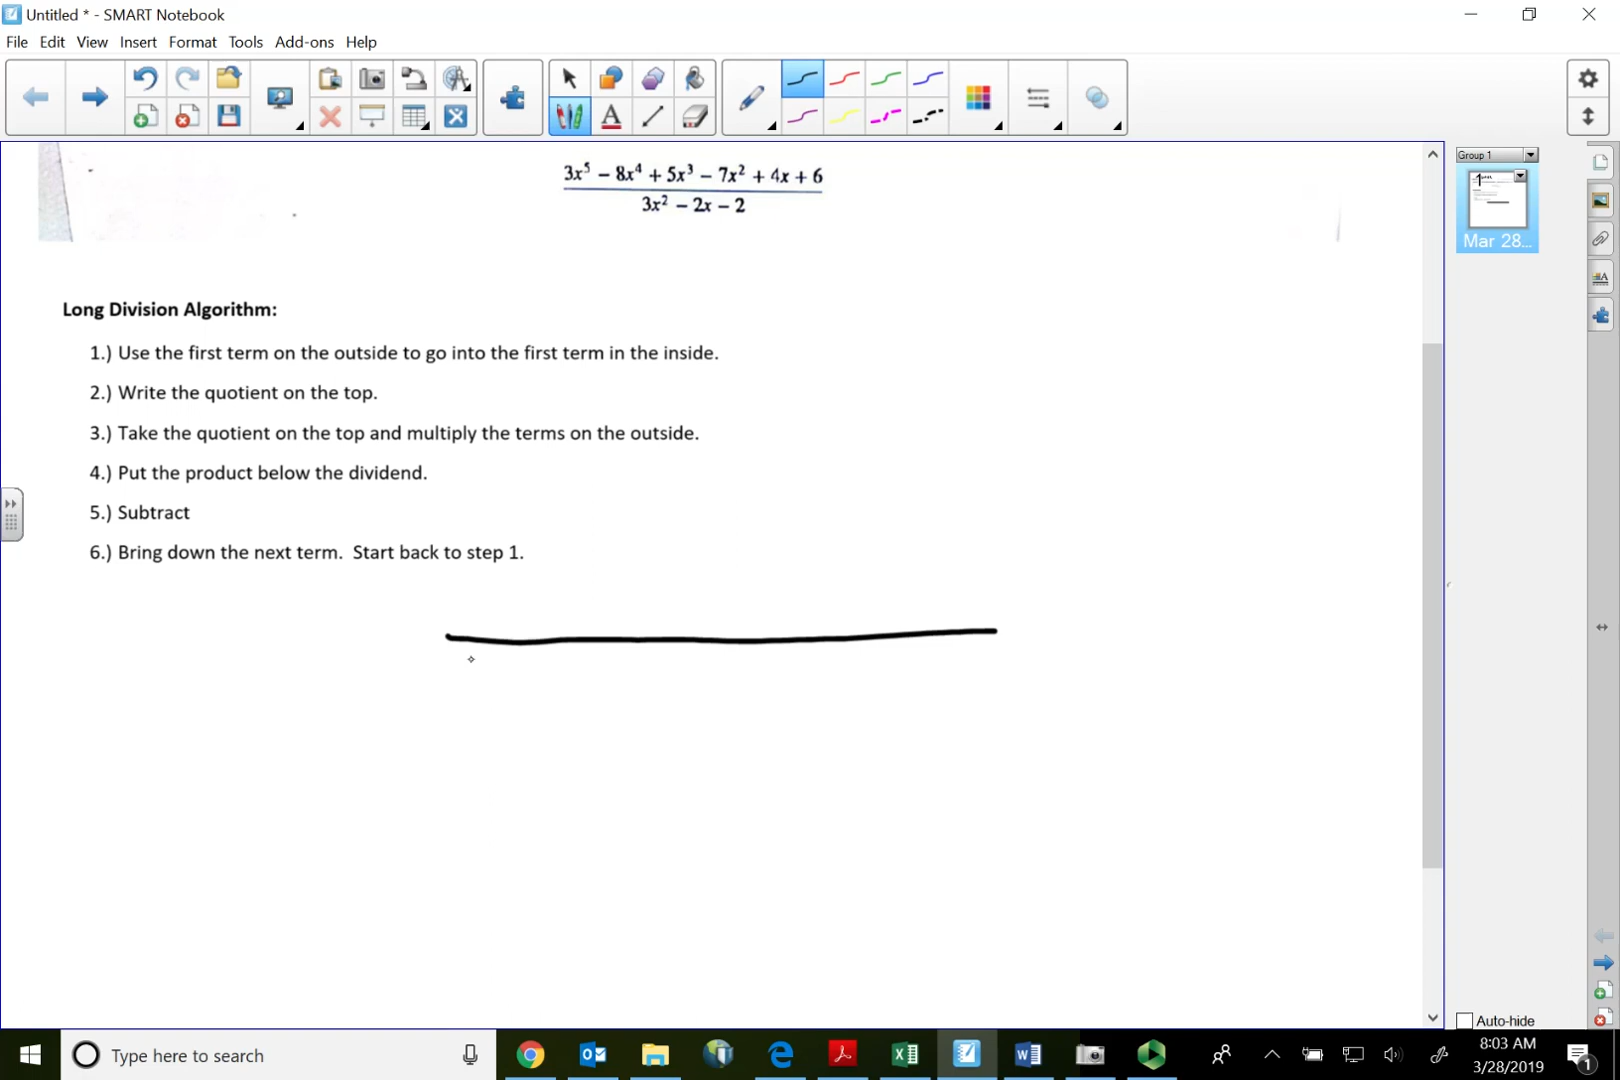 Untitled * - SMART Notebook
File Edit View Insert Format Tools Add-ons Help
Group 1
1
Mar 28...
3x⁵ − 8x⁴ + 5x³ − 7x² + 4x + 6
3x² − 2x − 2
Long Division Algorithm:
1.) Use the first term on the outside to go into the first term in the inside.
2.) Write the quotient on the top.
3.) Take the quotient on the top and multiply the terms on the outside.
4.) Put the product below the dividend.
5.) Subtract
6.) Bring down the next term. Start back to step 1.
Auto-hide
Type here to search
8:03 AM
3/28/2019
1